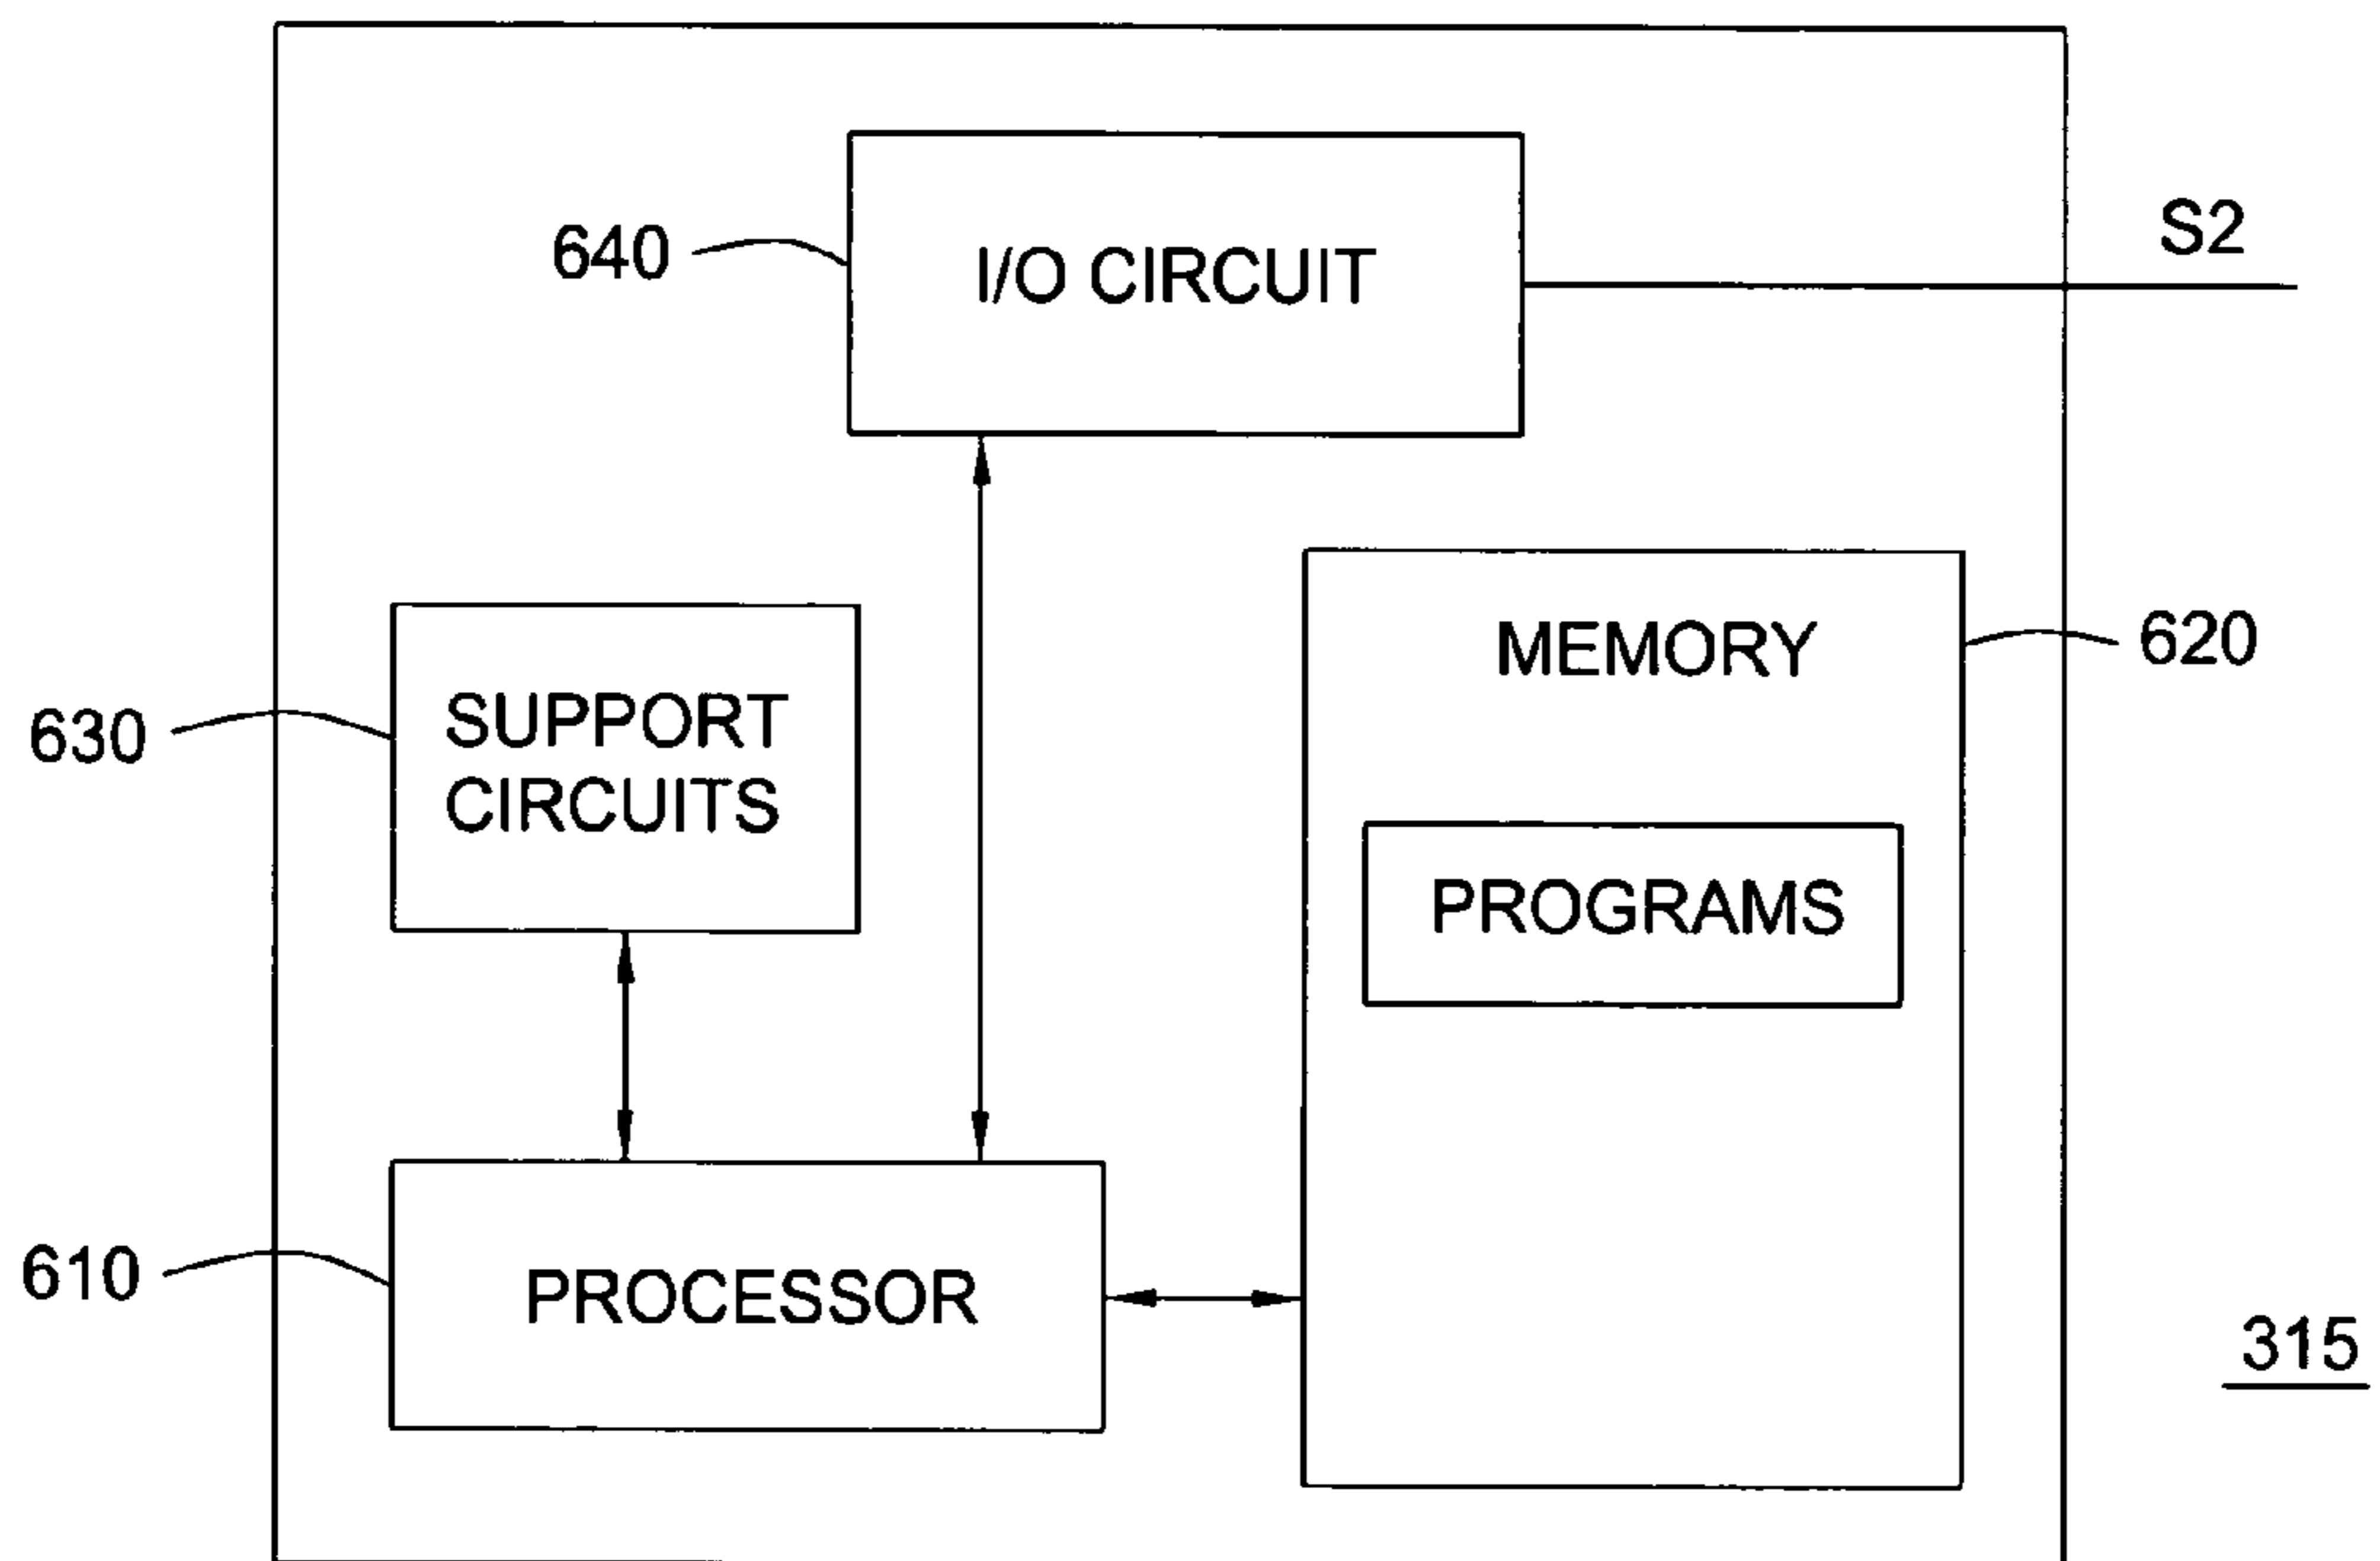 S2
640
I/O CIRCUIT
MEMORY
620
630
SUPPORT
CIRCUITS
PROGRAMS
610
PROCESSOR
315